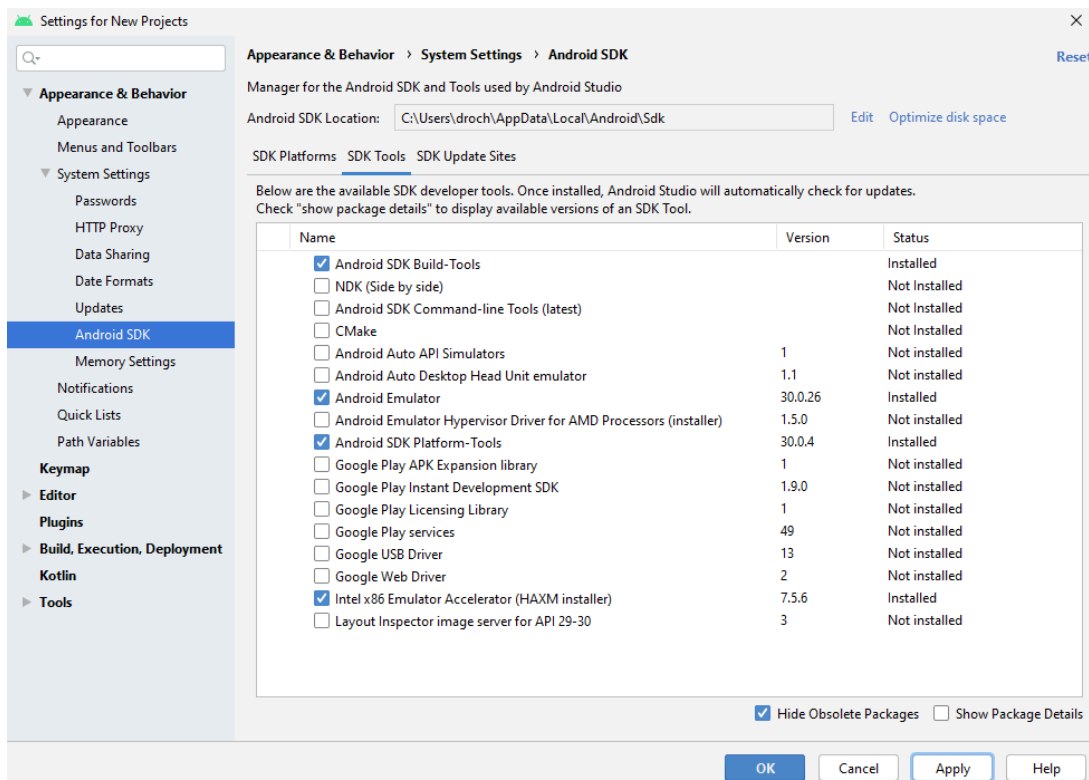 Settings for New Projects
Appearance & Behavior
Appearance
Menus and Toolbars
System Settings
Passwords
HTTP Proxy
Data Sharing
Date Formats
Updates
Android SDK
Memory Settings
Notifications
Quick Lists
Path Variables
Keymap
Editor
Plugins
Build, Execution, Deployment
Kotlin
Tools
Appearance & Behavior > System Settings > Android SDK Reset
Manager for the Android SDK and Tools used by Android Studio
Android SDK Location: C:\Users\droch\AppData\Local\Android\Sdk Edit Optimize disk space
SDK Platforms SDK Tools SDK Update Sites
Below are the available SDK developer tools. Once installed, Android Studio will automatically check for updates.
Check "show package details" to display available versions of an SDK Tool.
Name Version Status
Android SDK Build-Tools Installed
NDK (Side by side) Not Installed
Android SDK Command-line Tools (latest) Not Installed
CMake Not Installed
Android Auto API Simulators 1 Not installed
Android Auto Desktop Head Unit emulator 1.1 Not installed
Android Emulator 30.0.26 Installed
Android Emulator Hypervisor Driver for AMD Processors (installer) 1.5.0 Not installed
Android SDK Platform-Tools 30.0.4 Installed
Google Play APK Expansion library 1 Not installed
Google Play Instant Development SDK 1.9.0 Not installed
Google Play Licensing Library 1 Not installed
Google Play services 49 Not installed
Google USB Driver 13 Not installed
Google Web Driver 2 Not installed
Intel x86 Emulator Accelerator (HAXM installer) 7.5.6 Installed
Layout Inspector image server for API 29-30 3 Not installed
Hide Obsolete Packages Show Package Details
OK Cancel Apply Help